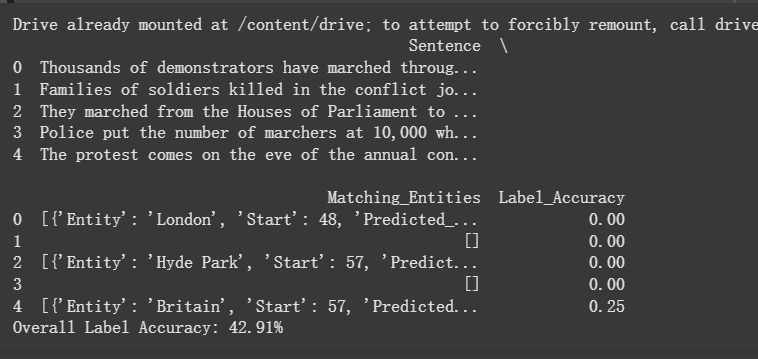 Drive already mounted at /content/drive; to attempt to forcibly remount, call drive
Sentence \
0 Thousands of demonstrators have marched throug...
1 Families of soldiers killed in the conflict jo...
2 They marched from the Houses of Parliament to ...
3 Police put the number of marchers at 10,000 wh...
4 The protest comes on the eve of the annual con...
Matching_Entities Label_Accuracy
0 [{'Entity': 'London', 'Start': 48, 'Predicted_... 0.00
1 [] 0.00
2 [{'Entity': 'Hyde Park', 'Start': 57, 'Predict... 0.00
3 [] 0.00
4 [{'Entity': 'Britain', 'Start': 57, 'Predicted... 0.25
Overall Label Accuracy: 42.91%